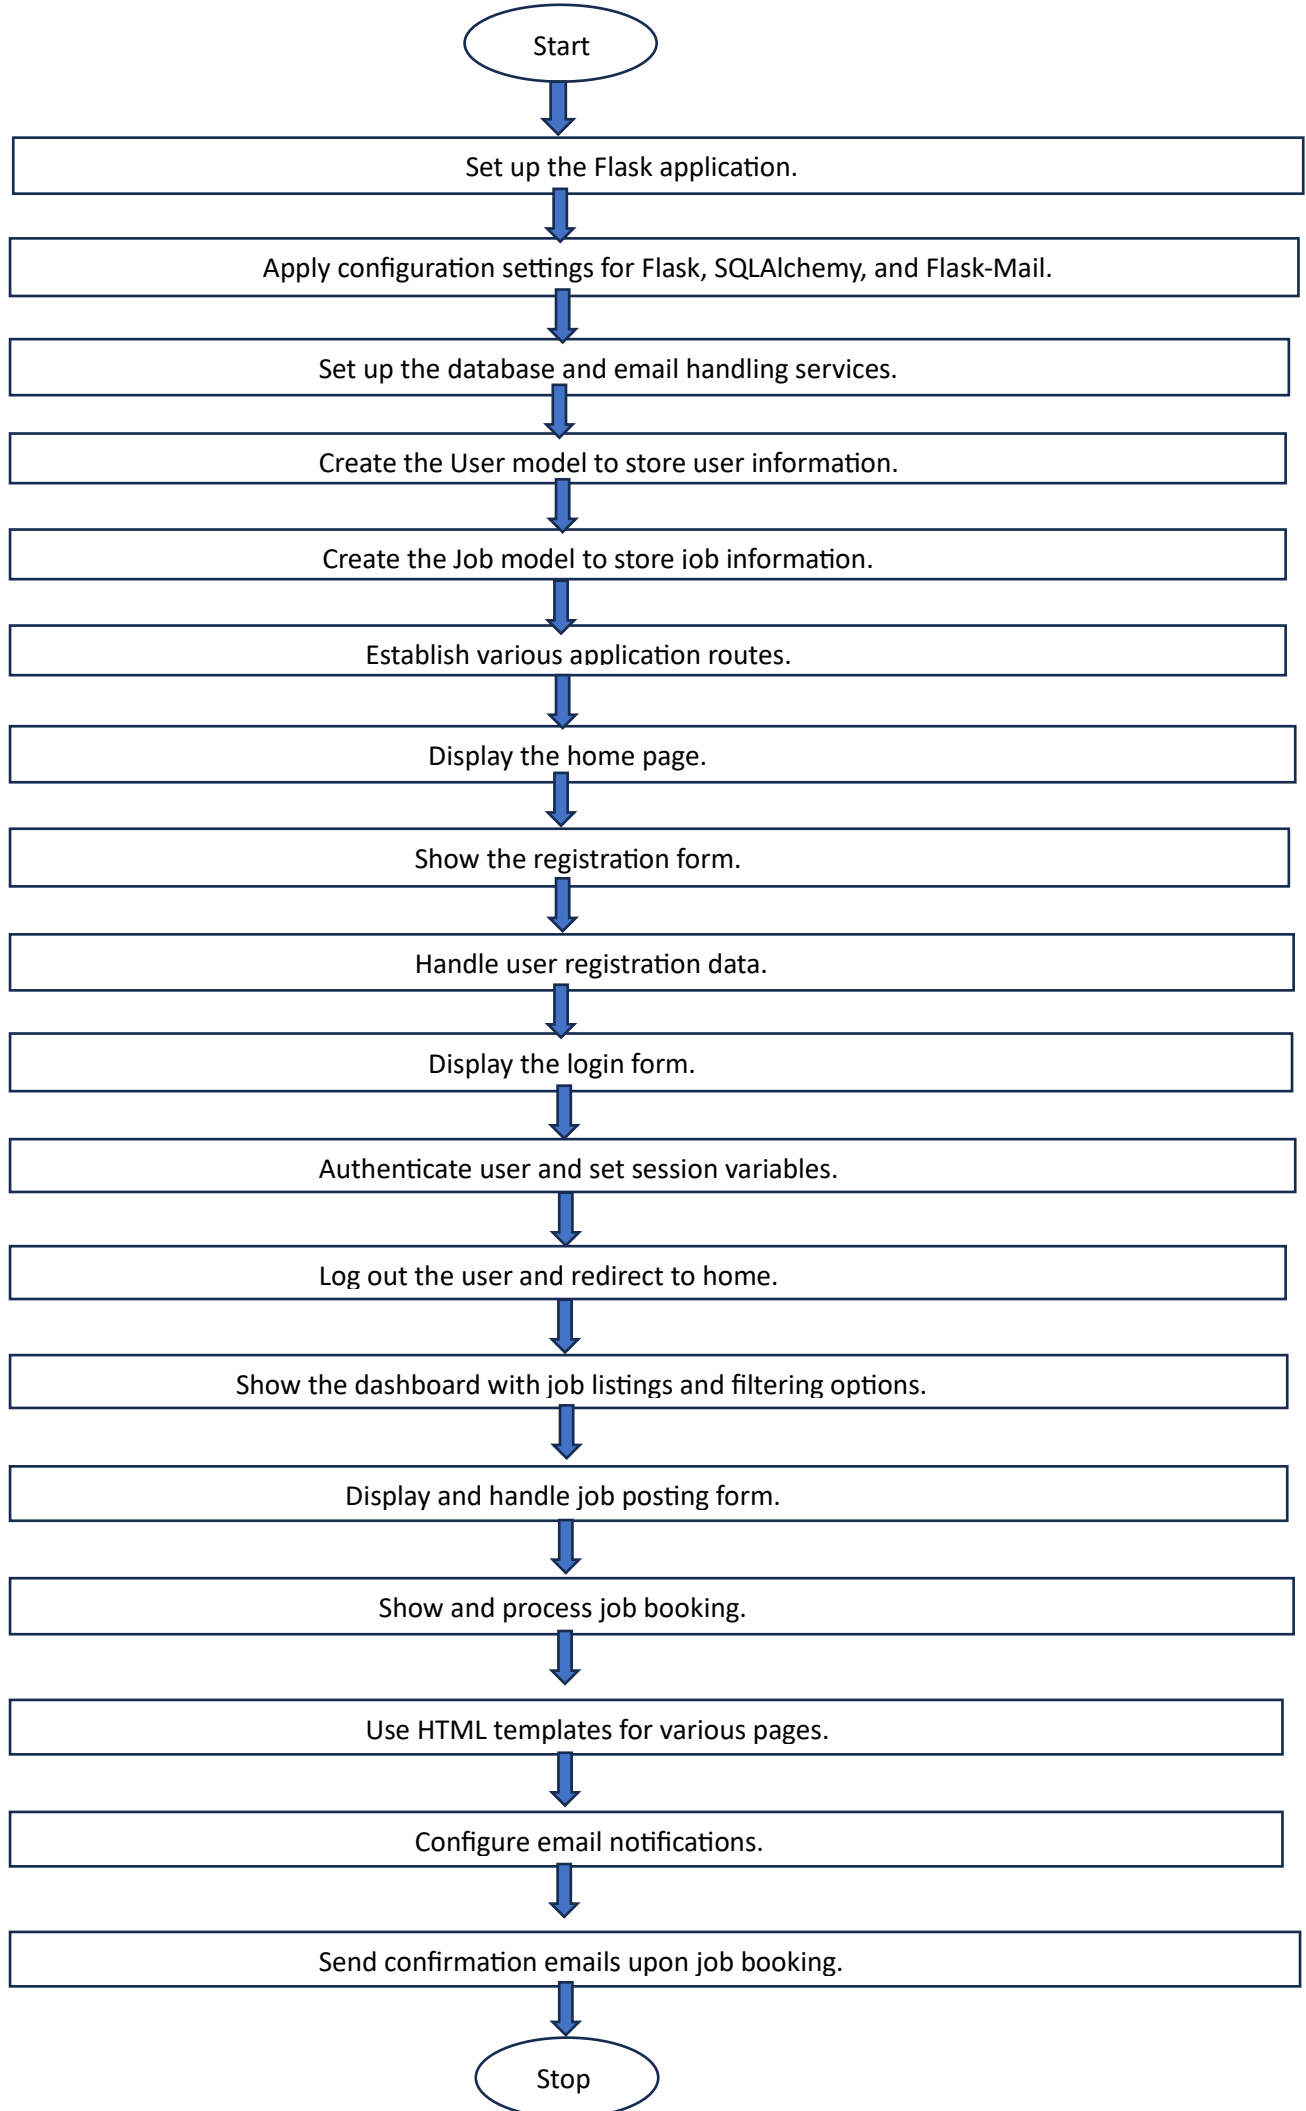 Start
Set up the Flask application.
Apply configuration settings for Flask, SQLAlchemy, and Flask-Mail.
Set up the database and email handling services.
Create the User model to store user information.
Create the Job model to store job information.
Establish various application routes.
Display the home page.
Show the registration form.
Handle user registration data.
Display the login form.
Authenticate user and set session variables.
Log out the user and redirect to home.
Show the dashboard with job listings and filtering options.
Display and handle job posting form.
Show and process job booking.
Use HTML templates for various pages.
Configure email notifications.
Send confirmation emails upon job booking.
Stop